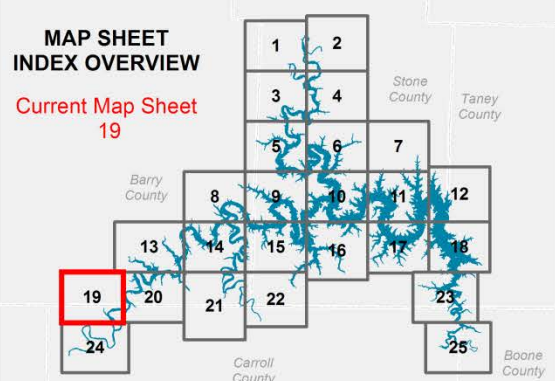 MAP SHEET
INDEX OVERVIEW
Current Map Sheet
19
1
2
3
4
Stone
County
Taney
County
5
6
7
Barry
County
8
9
10
11
12
13
14
15
16
17
18
19
20
21
22
23
24
25
Carroll
County
Boone
County